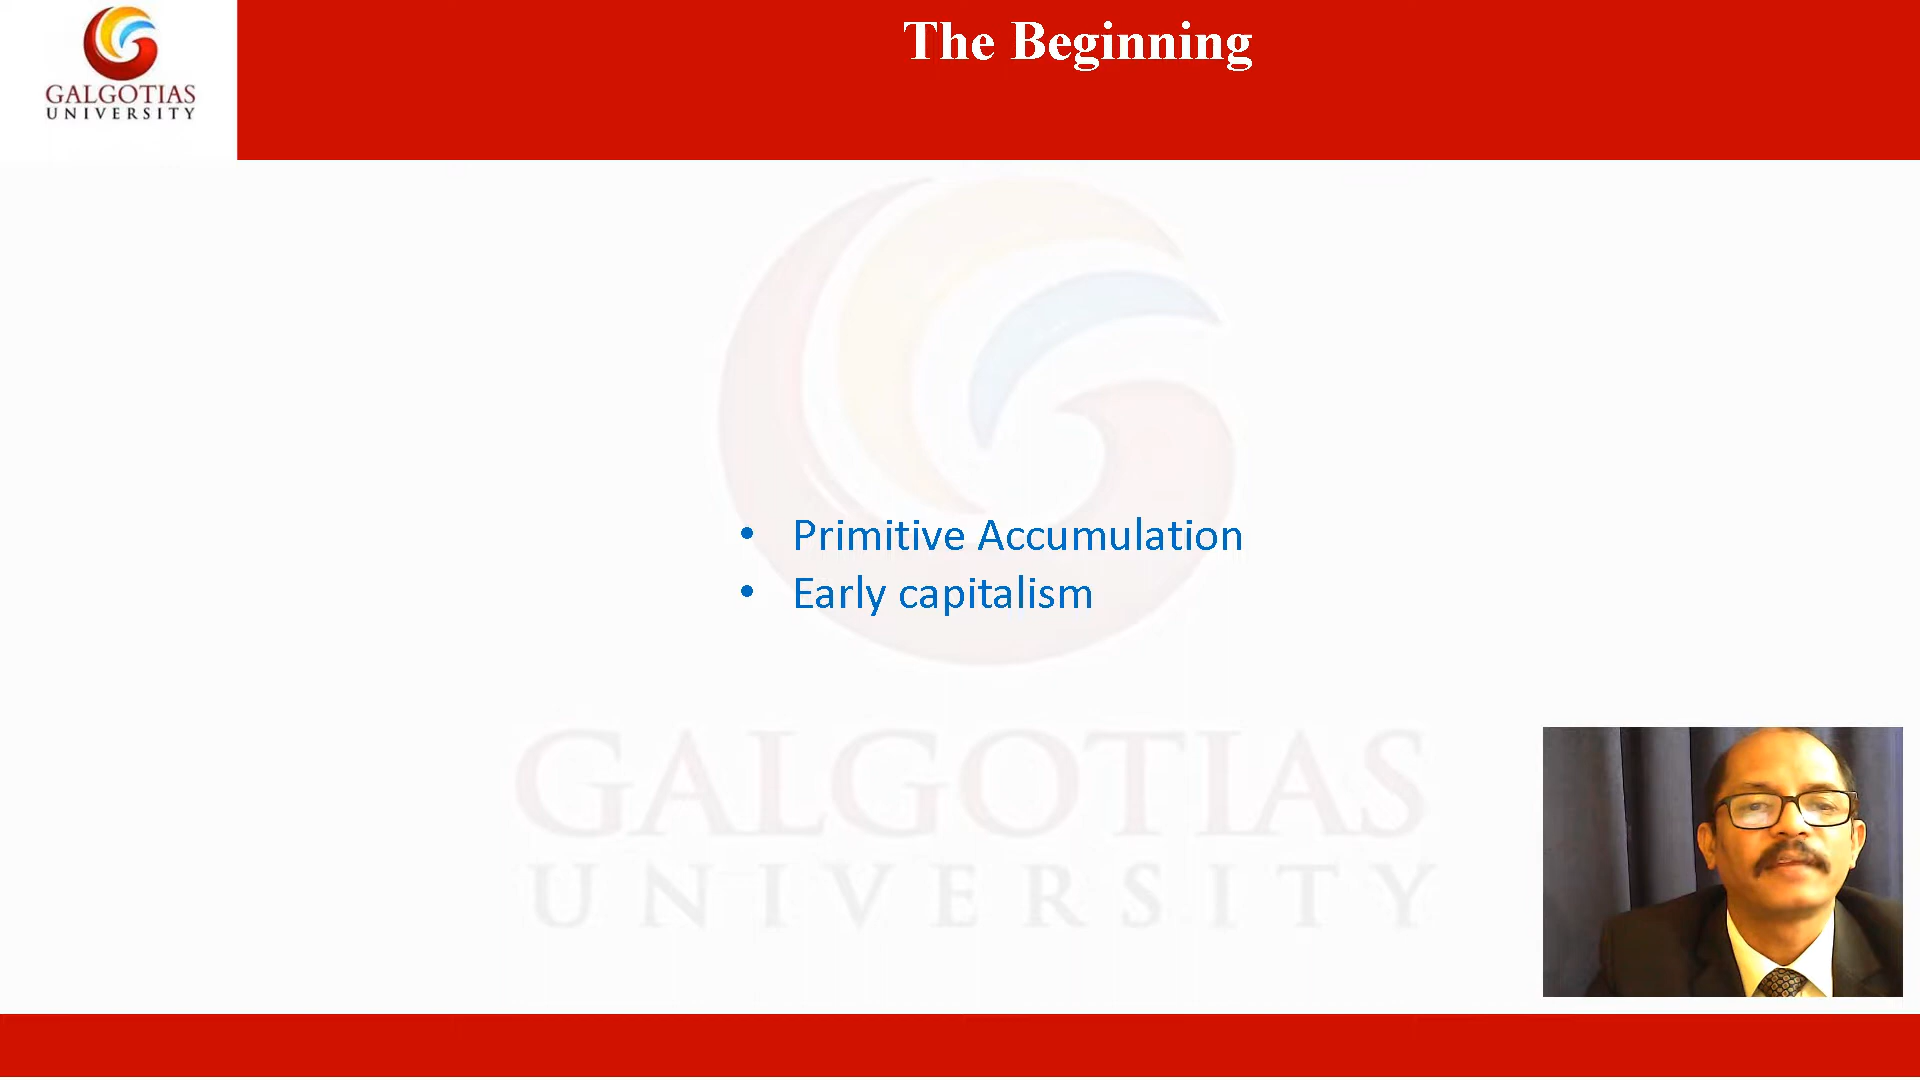 GALGOTIAS
UNIVERSITY
The Beginning
• Primitive Accumulation
• Early capitalism
GALGOTIAS
UNIVERSITY